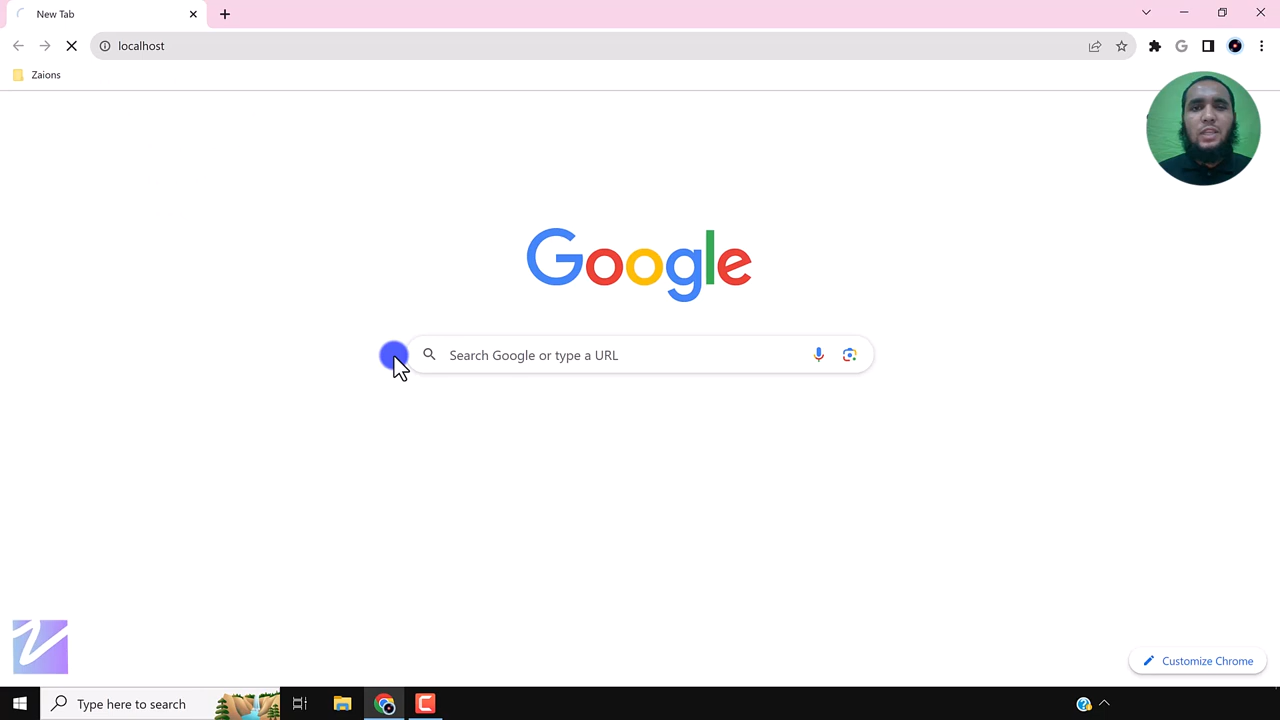 New Tab
localhost
Zaions
Google
Search Google or type a URL
Customize Chrome
Type here to search